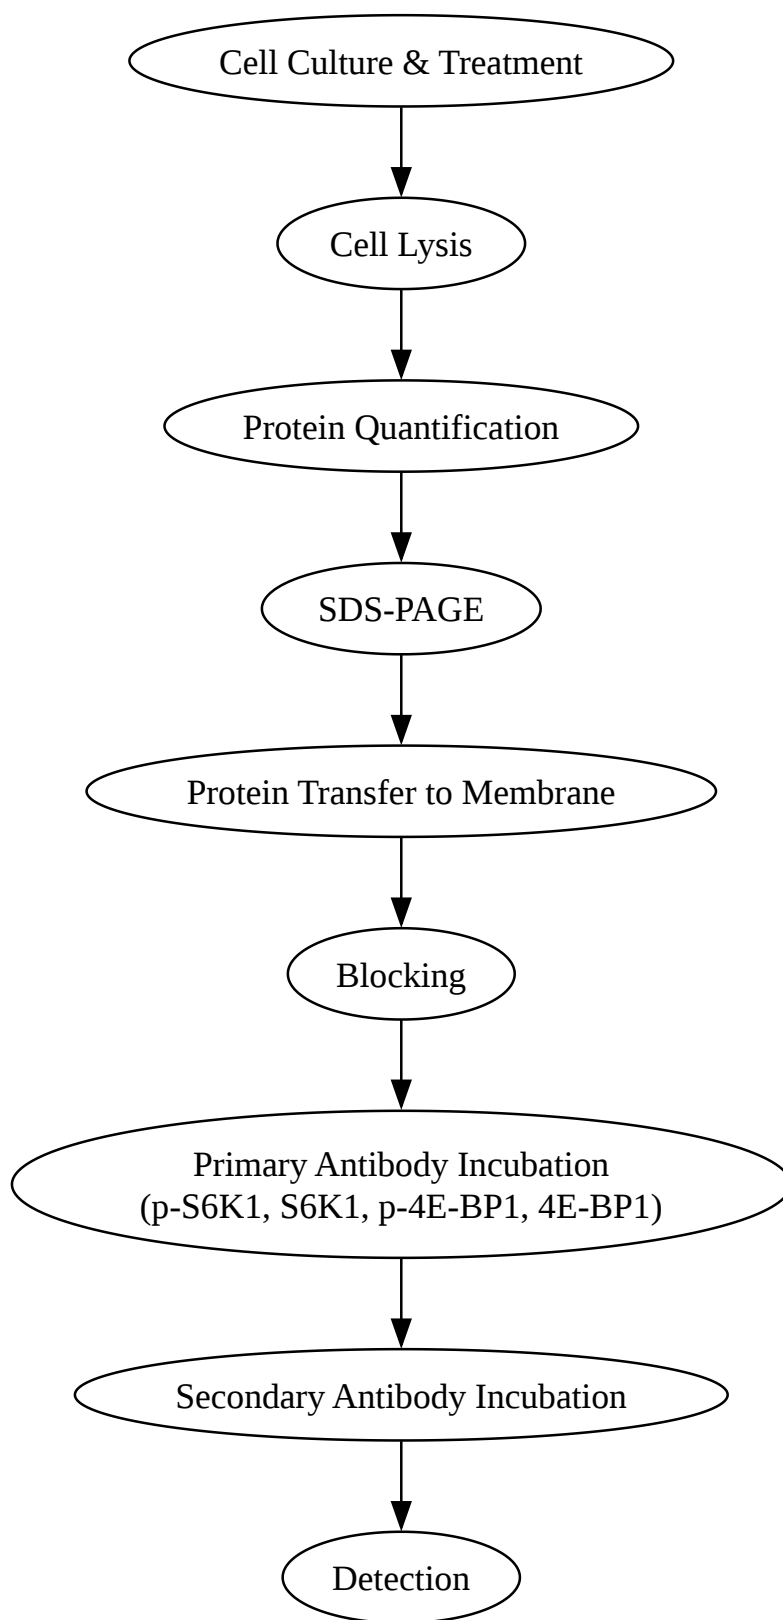 Cell Culture & Treatment
Cell Lysis
Protein Quantification
SDS-PAGE
Protein Transfer to Membrane
Blocking
Primary Antibody Incubation
(p-S6K1, S6K1, p-4E-BP1, 4E-BP1)
Secondary Antibody Incubation
Detection